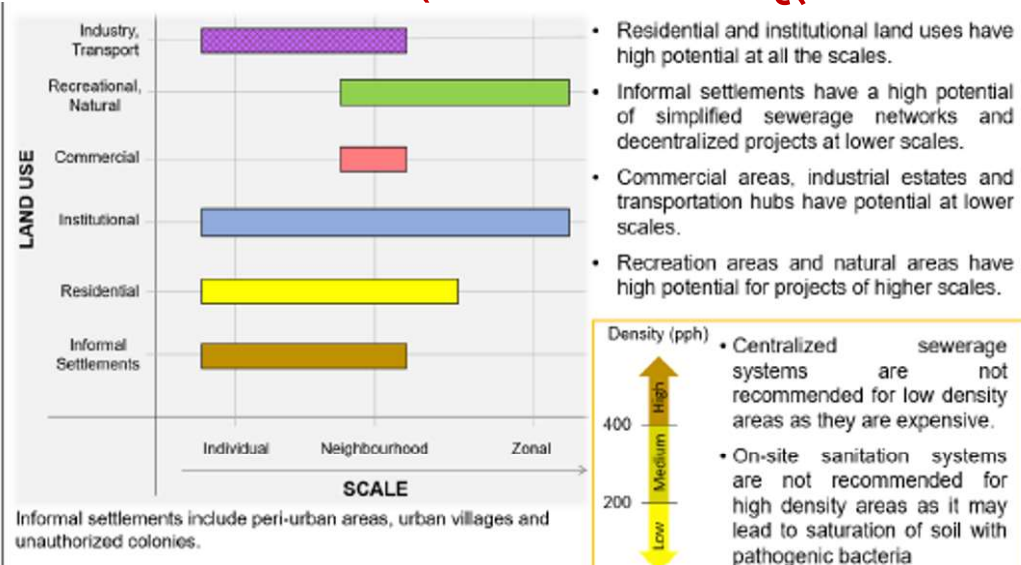 Industry,
Transport
Recreational,
Natural
Commercial
Institutional
Residential
Informal
Settlements
LAND USE
Individual
Neighbourhood
Zonal
SCALE
Informal settlements include peri-urban areas, urban villages and
unauthorized colonies.
• Residential and institutional land uses have
high potential at all the scales.
• Informal settlements have a high potential
of simplified sewerage networks and
decentralized projects at lower scales.
• Commercial areas, industrial estates and
transportation hubs have potential at lower
scales.
• Recreation areas and natural areas have
high potential for projects of higher scales.
Density (pph)
High
400
Medium
200
Low
• Centralized sewerage
systems are not
recommended for low density
areas as they are expensive.
• On-site sanitation systems
are not recommended for
high density areas as it may
lead to saturation of soil with
pathogenic bacteria